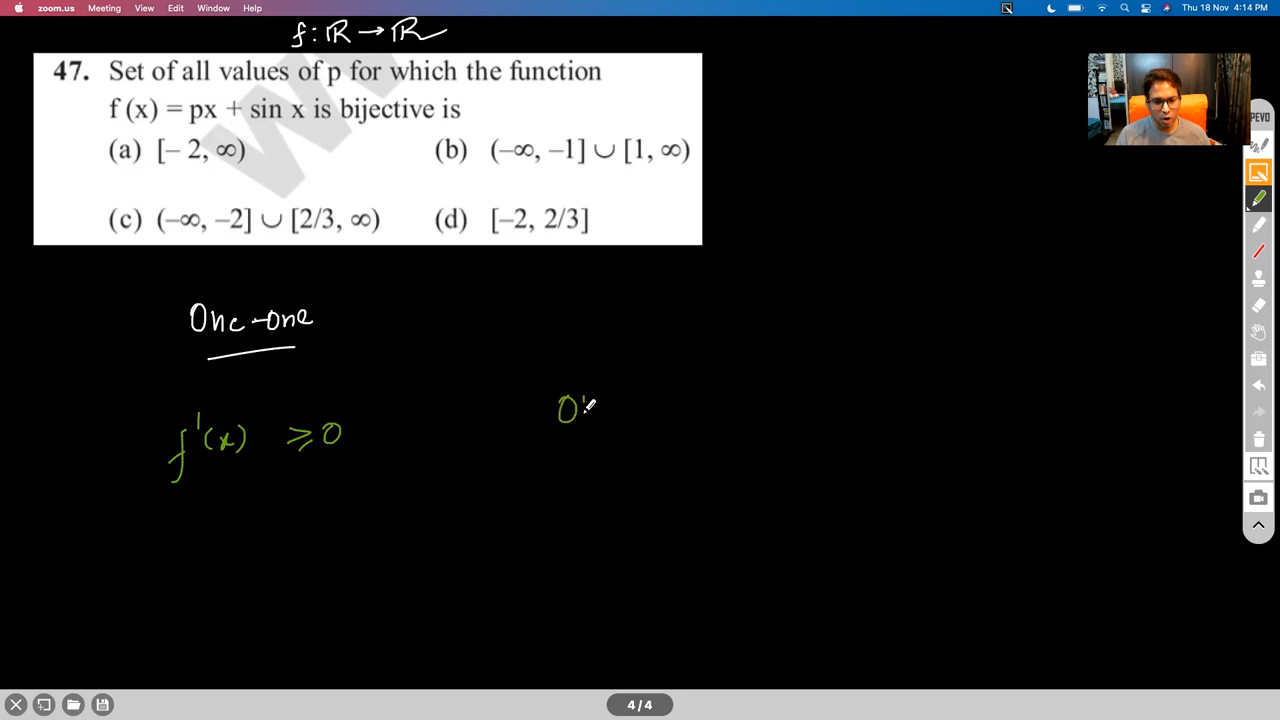 zoom.us Meeting View Edit Window Help Thu 18 Nov 4:14 PM
f : ℝ → ℝ
47. Set of all values of p for which the function
f (x) = px + sin x is bijective is
(a) [– 2, ∞) (b) (–∞, –1] ∪ [1, ∞)
(c) (–∞, –2] ∪ [2/3, ∞) (d) [–2, 2/3]
One-one
f'(x) ≥ 0
4 / 4